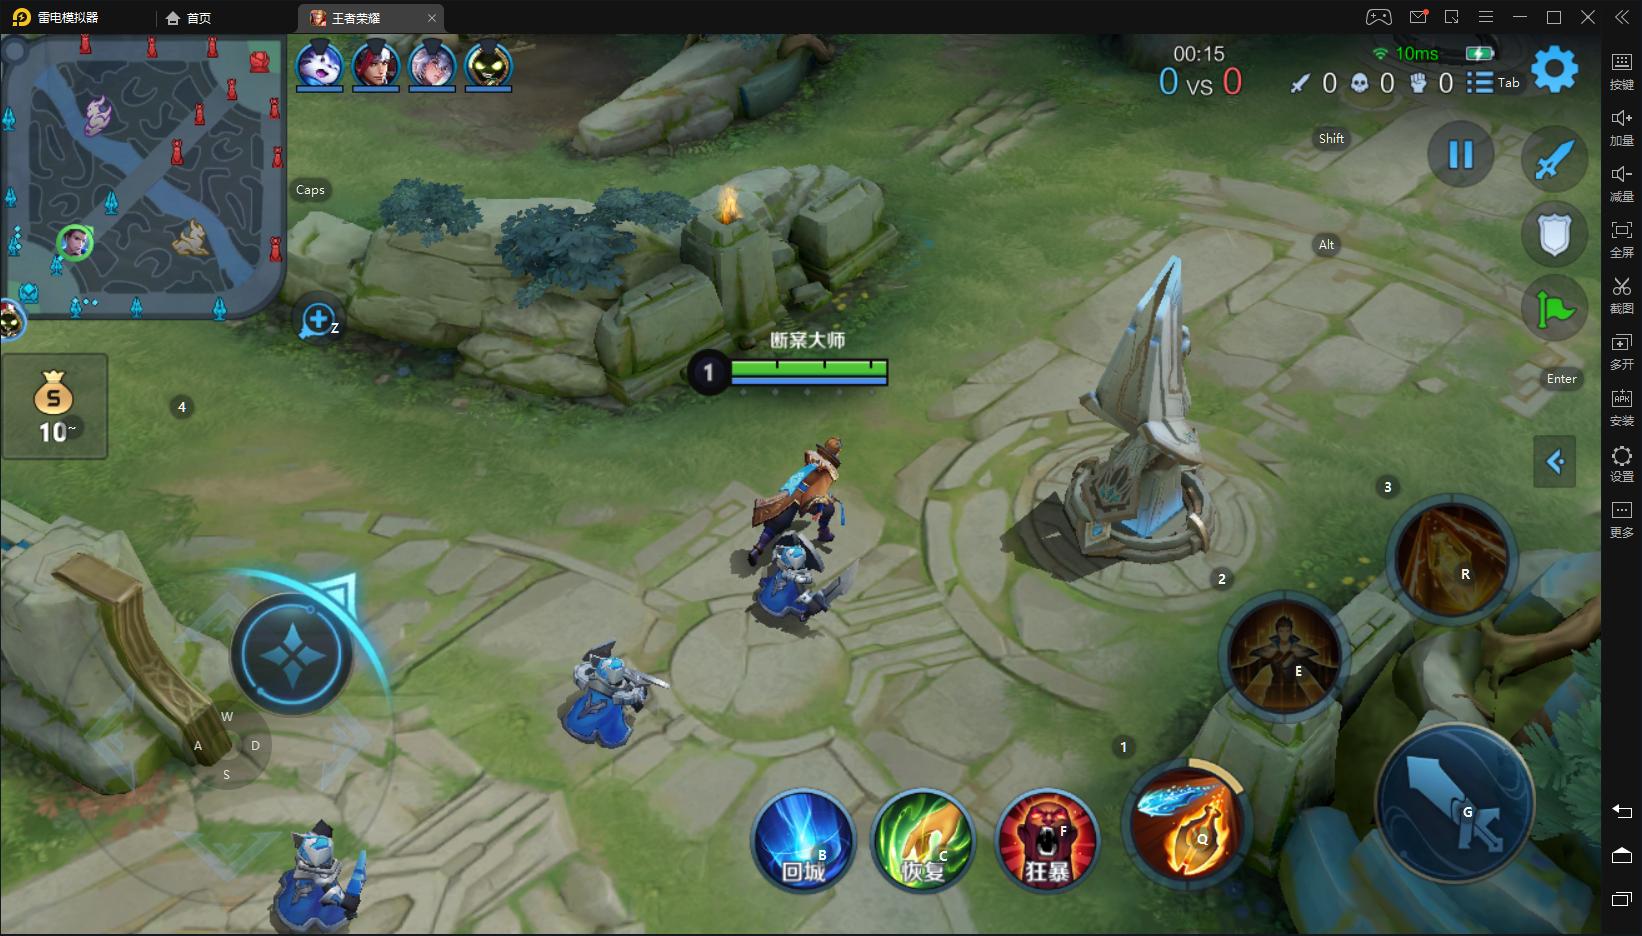 雷电模拟器
首页
王者荣耀
00:15
0 VS 0
10ms
0 0 0 Tab
按键
加量
减量
全屏
截图
多开
安装
设置
更多
Shift
Caps
Alt
Z
断案大师
1
S
10~
4
Enter
3
2
R
E
W
A D
S
1
G
Q
B
回城
C
恢复
F
狂暴
APK